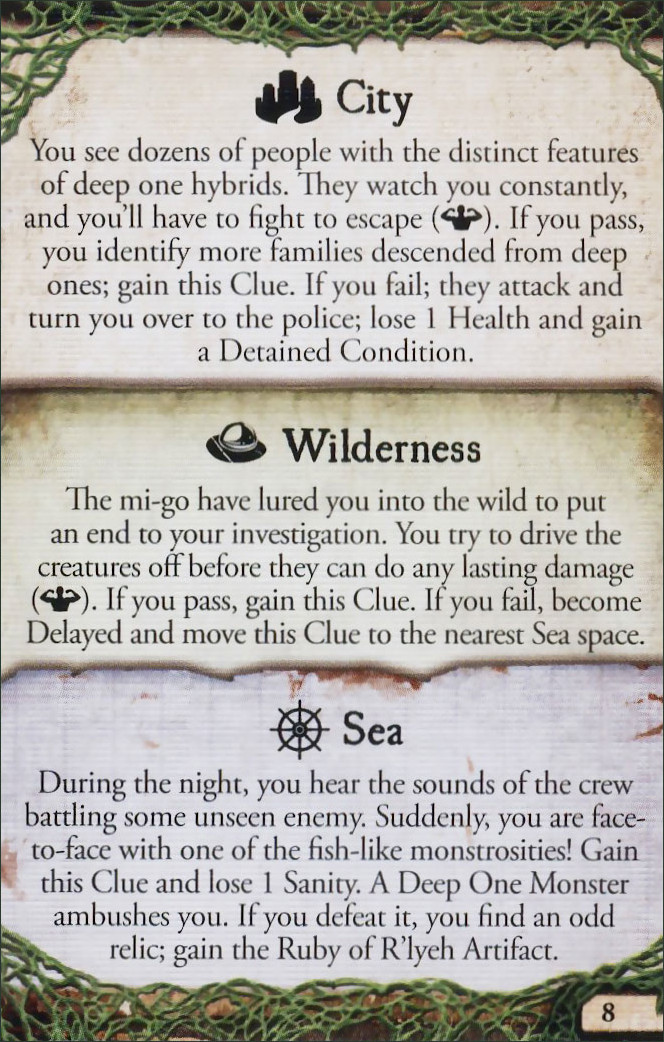 City
You see dozens of people with the distinct features
of deep one hybrids. They watch you constantly,
and you'll have to fight to escape (). If you pass,
you identify more families descended from deep
ones; gain this Clue. If you fail; they attack and
turn you over to the police; lose 1 Health and gain
a Detained Condition.
Wilderness
The mi-go have lured you into the wild to put
an end to your investigation. You try to drive the
creatures off before they can do any lasting damage
(). If you pass, gain this Clue. If you fail, become
Delayed and move this Clue to the nearest Sea space.
Sea
During the night, you hear the sounds of the crew
battling some unseen enemy. Suddenly, you are face-
to-face with one of the fish-like monstrosities! Gain
this Clue and lose 1 Sanity. A Deep One Monster
ambushes you. If you defeat it, you find an odd
relic; gain the Ruby of R'lyeh Artifact.
8